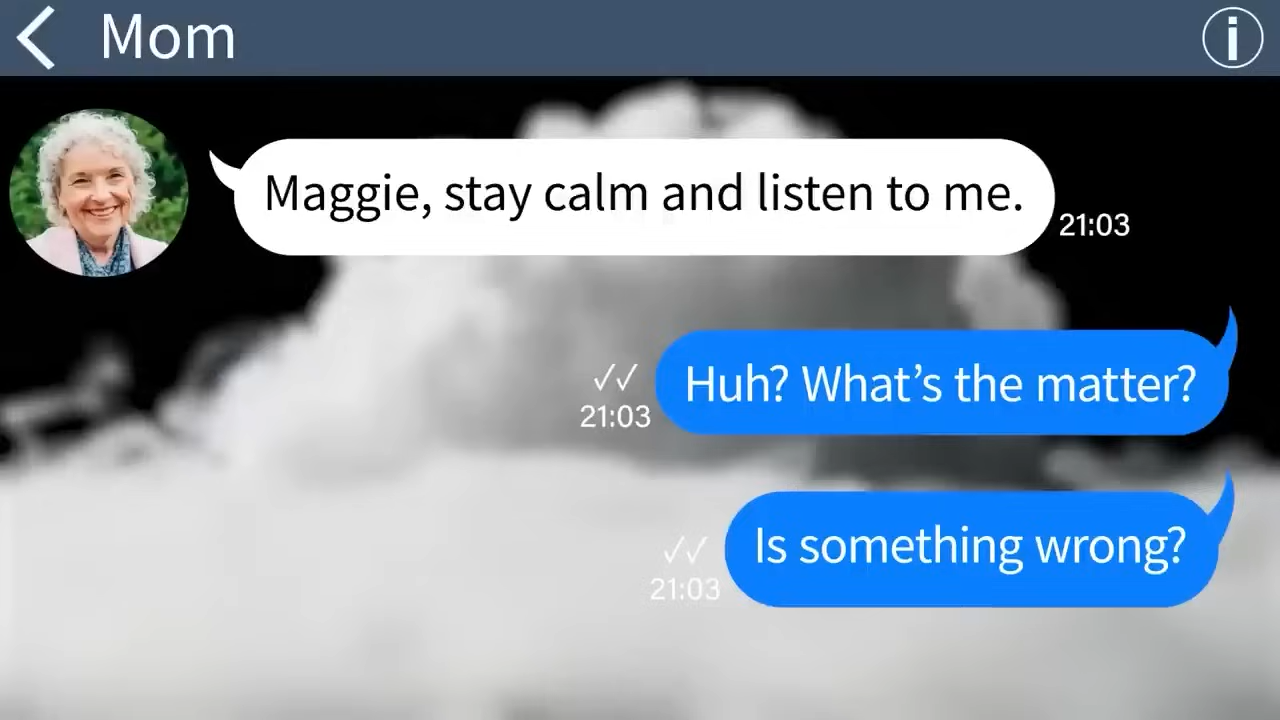 Mom
Maggie, stay calm and listen to me.
21:03
Huh? What’s the matter?
21:03
Is something wrong?
21:03